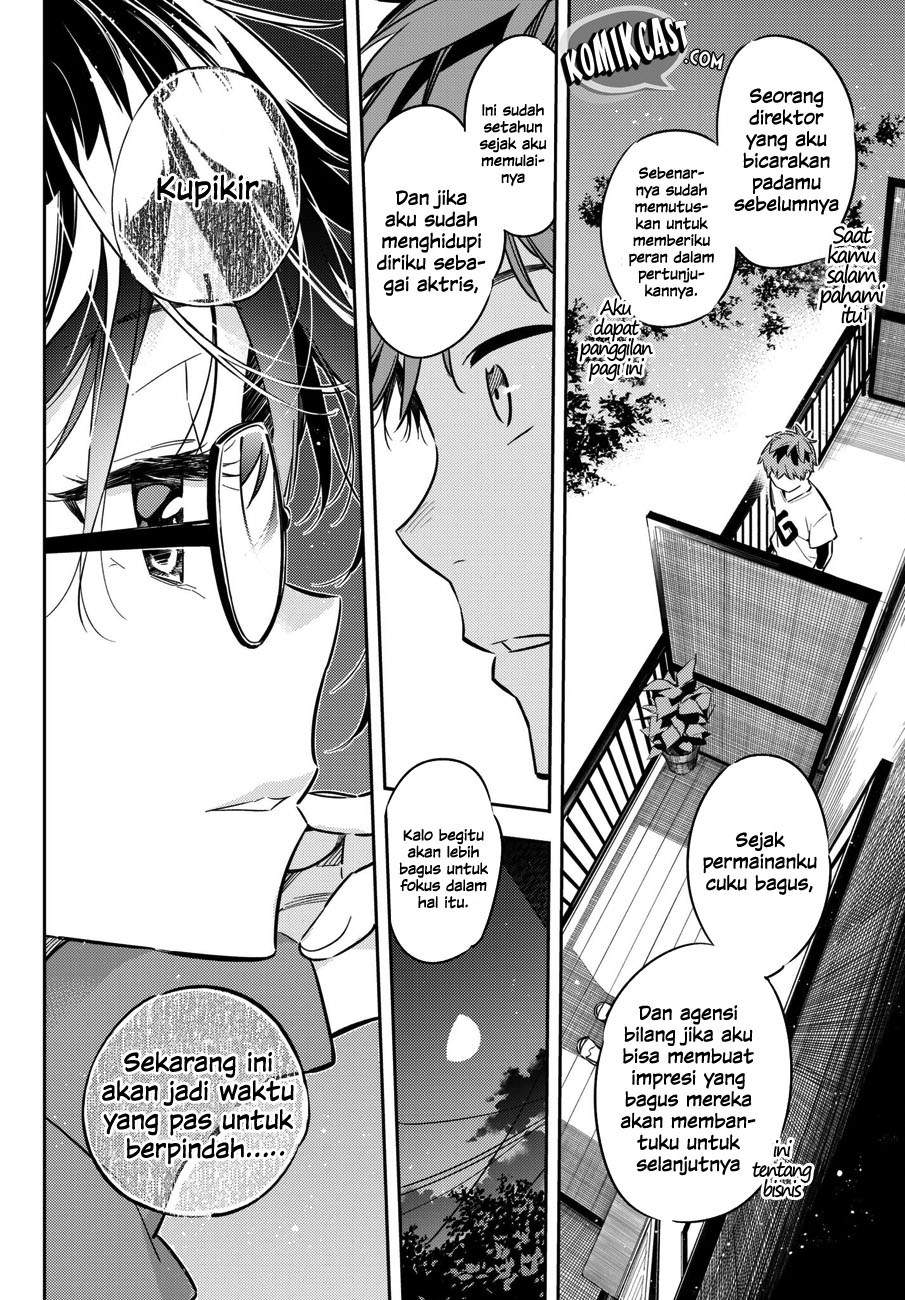 KOMIKCAST.COM
Seorang
direktor
yang aku
bicarakan
padamu
sebelumnya
Saat
kamu
salam
pahami
itu
Sebenar-
nya sudah
memutus-
kan untuk
memberiku
peran dalam
pertunju-
kannya.
Aku
dapat
panggilan
pagi ini
G
Sejak
permainanku
cuku bagus,
Dan agensi
bilang jika aku
bisa membuat
impresi yang
bagus mereka
akan memban-
tuku untuk
selanjutnya
ini
tentang
bisnis
Ini sudah
setahun
sejak aku
memulai-
nya
Dan jika
aku sudah
menghidupi
diriku seba-
gai aktris,
Kalo begitu
akan lebih
bagus untuk
fokus dalam
hal itu.
Kupikir
Sekarang ini
akan jadi waktu
yang pas untuk
berpindah.....